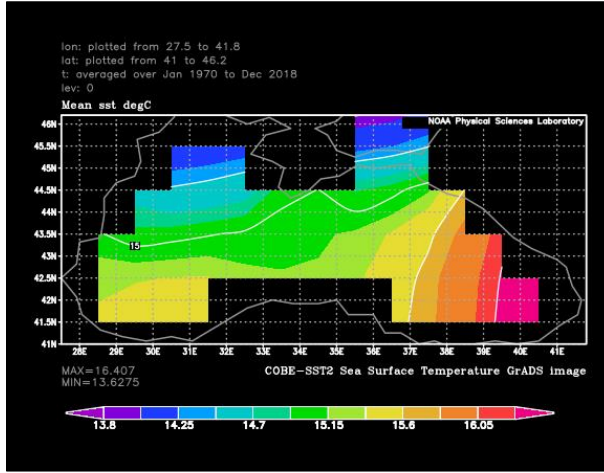 lon: plotted from 27.5 to 41.8
lat: plotted from 41 to 46.2
t: averaged over Jan 1970 to Dec 2018
lev: 0
Mean sst degC
NOAA Physical Sciences Laboratory
46N
45.5N
45N
44.5N
44N
43.5N
15
43N
42.5N
42N
41.5N
41N
28E 29E 30E 31E 32E 33E 34E 35E 36E 37E 38E 39E 40E 41E
MAX=16.407
MIN=13.6275
COBE-SST2 Sea Surface Temperature GrADS image
13.8 14.25 14.7 15.15 15.6 16.05